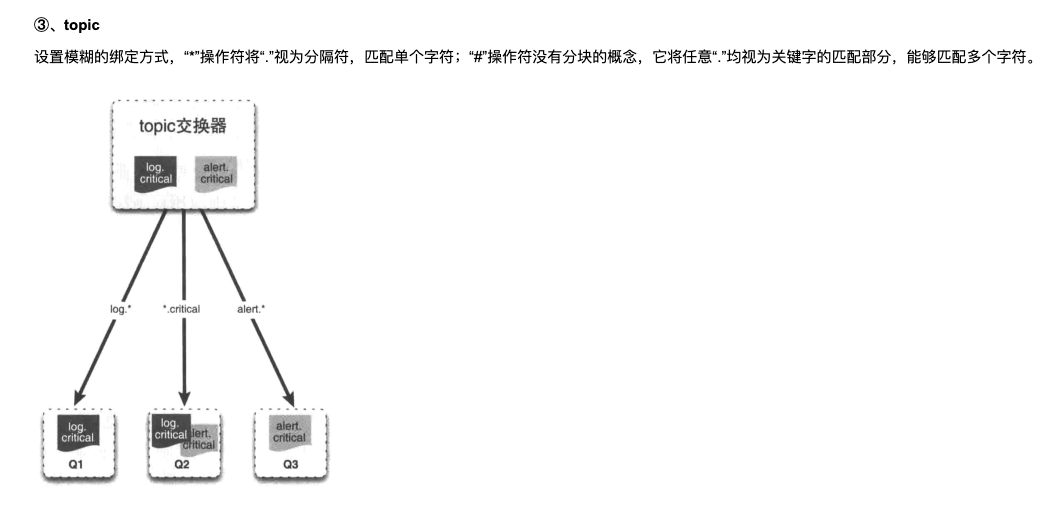 ③、topic
设置模糊的绑定方式，“*”操作符将“.”视为分隔符，匹配单个字符；“#”操作符没有分块的概念，它将任意“.”均视为关键字的匹配部分，能够匹配多个字符。
topic交换器
log.
critical
alert.
critical
log.*
*.critical
alert.*
log.
critical
Q1
log.
critical
lert.
critical
Q2
alert.
critical
Q3